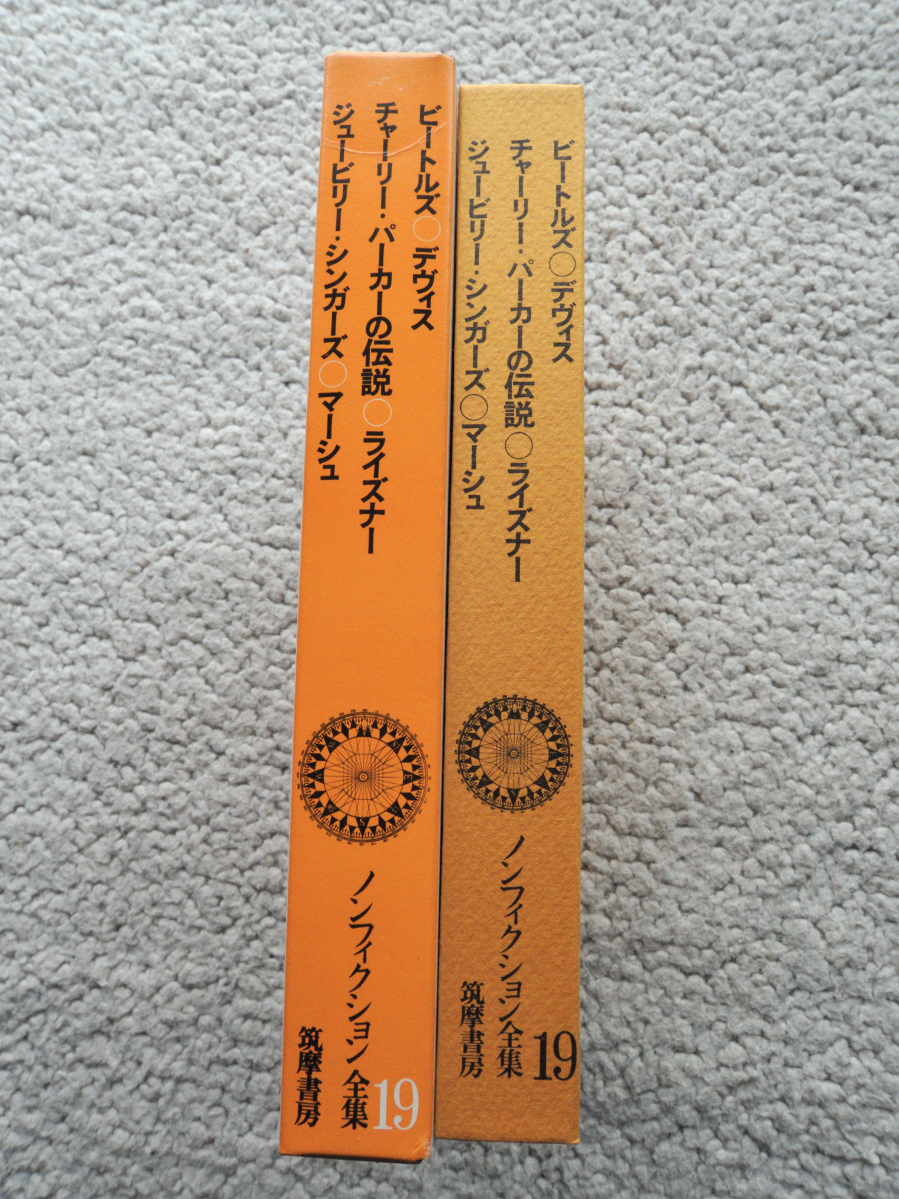 ビートルズ○デヴィス
チャーリー・パーカーの伝説○ライズナー
ジュービリー・シンガーズ○マーシュ
ノンフィクション全集
19
筑摩書房
ビートルズ○デヴィス
チャーリー・パーカーの伝説○ライズナー
ジュービリー・シンガーズ○マーシュ
ノンフィクション全集
19
筑摩書房